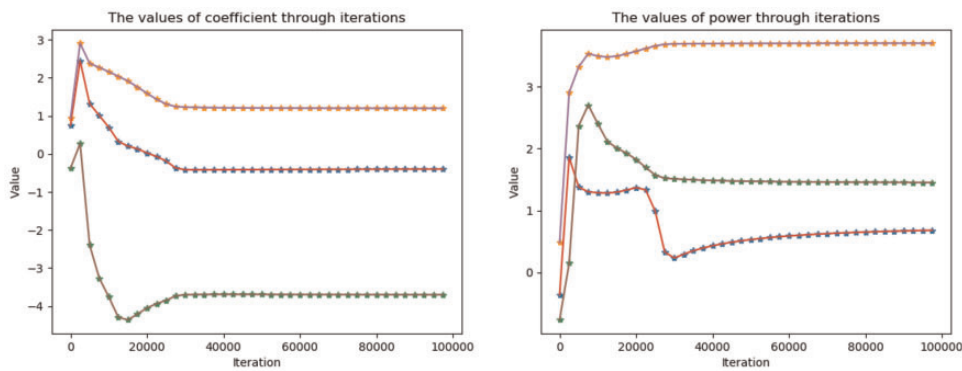 The values of coefficient through iterations
3
2
1
0
−1
−2
−3
−4
Value
0 20000 40000 60000 80000 100000
Iteration
The values of power through iterations
3
2
1
0
Value
0 20000 40000 60000 80000 100000
Iteration